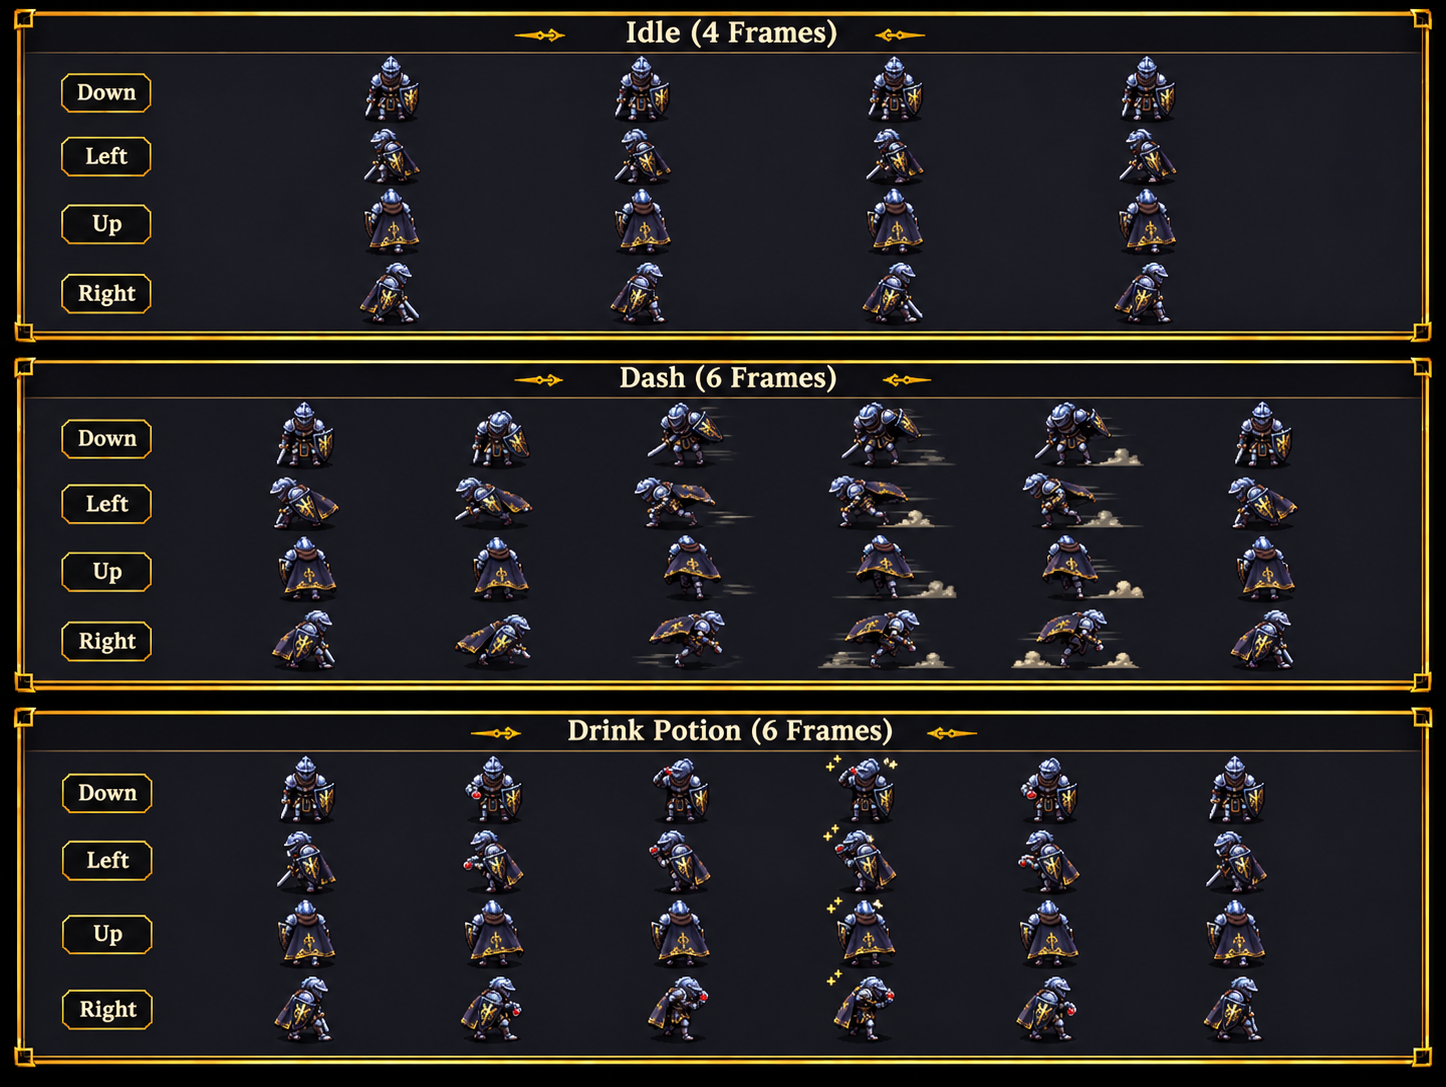 Idle (4 Frames)
Down
Left
Up
Right
Dash (6 Frames)
Down
Left
Up
Right
Drink Potion (6 Frames)
Down
Left
Up
Right